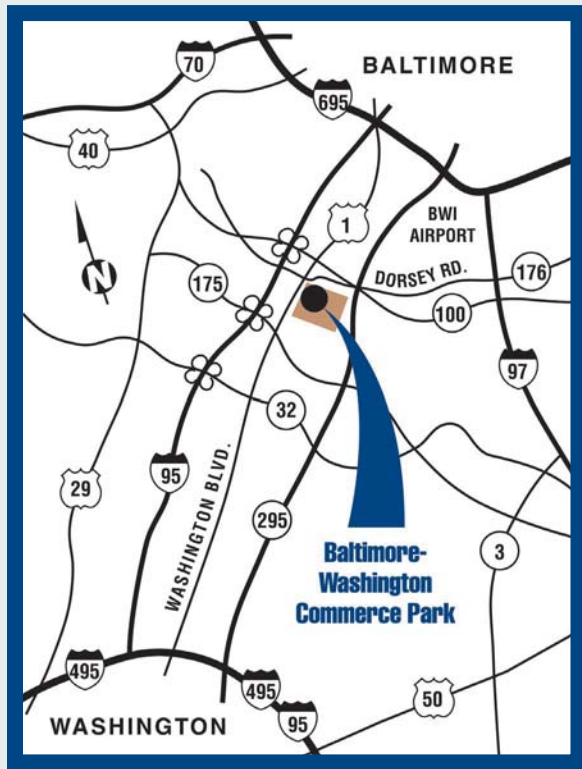 70
BALTIMORE
695
40
1
BWI
AIRPORT
N
175
DORSEY RD.
176
100
97
32
29
95
WASHINGTON BLVD.
295
Baltimore-
Washington
Commerce Park
3
495
495
50
95
WASHINGTON